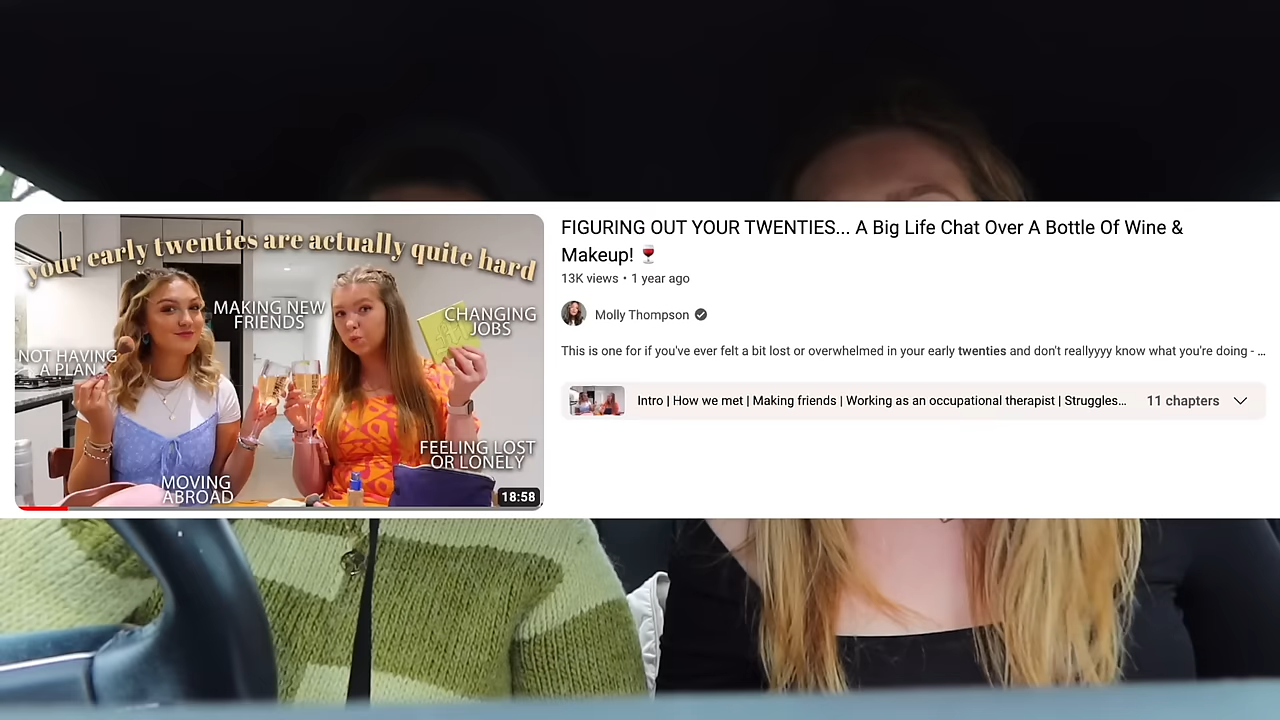 your early twenties are actually quite hard
MAKING NEW
FRIENDS
CHANGING
JOBS
NOT HAVING
A PLAN
FEELING LOST
OR LONELY
MOVING
ABROAD
18:58
FIGURING OUT YOUR TWENTIES... A Big Life Chat Over A Bottle Of Wine &
Makeup! 🍷
13K views • 1 year ago
Molly Thompson
This is one for if you've ever felt a bit lost or overwhelmed in your early twenties and don't reallyyyy know what you're doing - ...
Intro | How we met | Making friends | Working as an occupational therapist | Struggles...
11 chapters